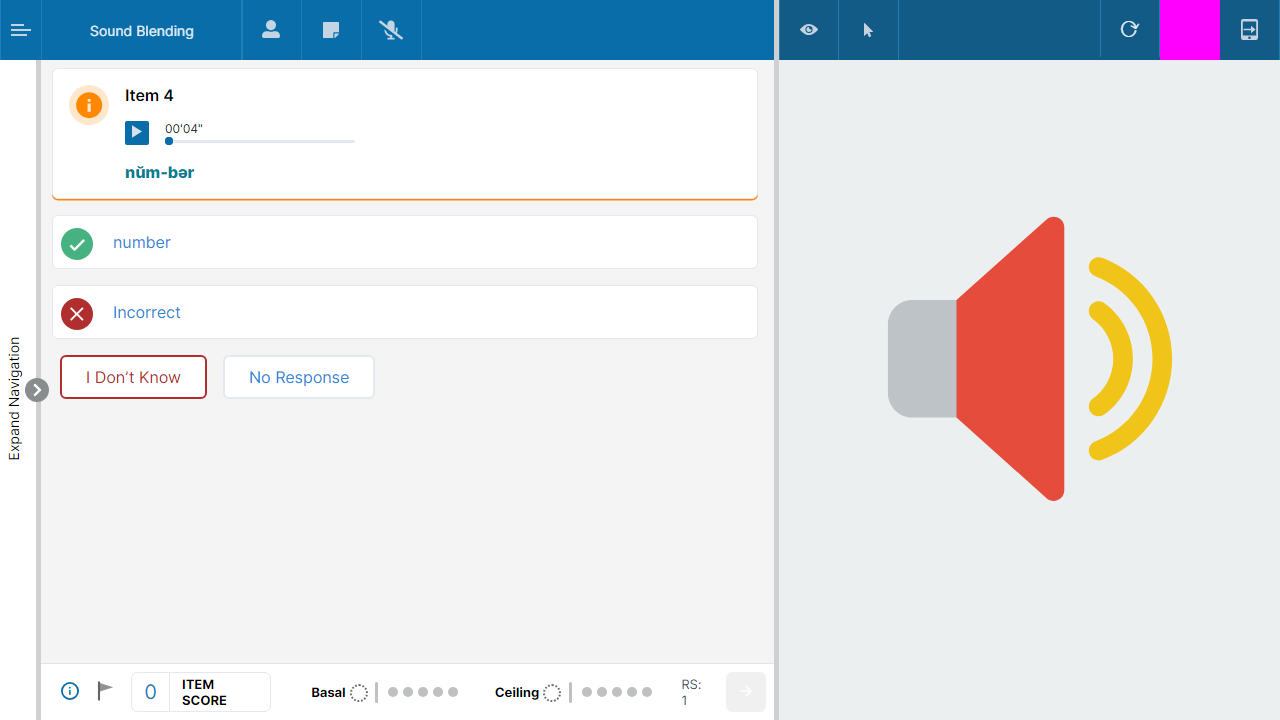 Sound Blending
Item 4
00'04"
nŭm-bər
number
Incorrect
I Don't Know
No Response
Expand Navigation
0
ITEM
SCORE
Basal
Ceiling
RS:
1